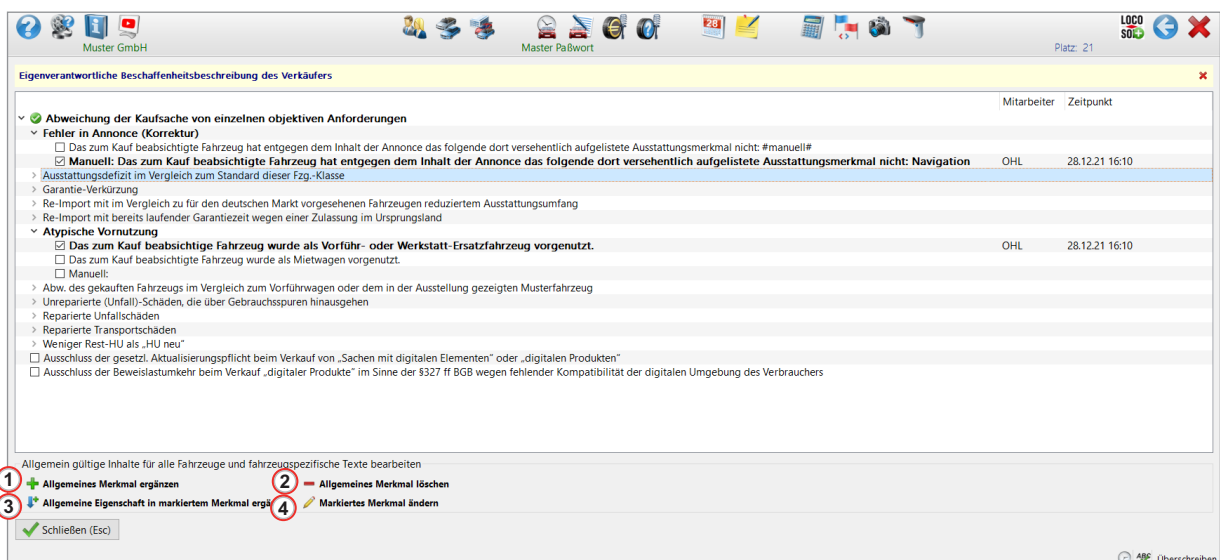 LOCO
SOFT
Muster GmbH
Master Paßwort
Platz: 21
28
Eigenverantwortliche Beschaffenheitsbeschreibung des Verkäufers
Mitarbeiter Zeitpunkt
Abweichung der Kaufsache von einzelnen objektiven Anforderungen
Fehler in Annonce (Korrektur)
Das zum Kauf beabsichtigte Fahrzeug hat entgegen dem Inhalt der Annonce das folgende dort versehentlich aufgelistete Ausstattungsmerkmal nicht: #manuell#
Manuell: Das zum Kauf beabsichtigte Fahrzeug hat entgegen dem Inhalt der Annonce das folgende dort versehentlich aufgelistete Ausstattungsmerkmal nicht: Navigation OHL 28.12.21 16:10
Ausstattungsdefizit im Vergleich zum Standard dieser Fzg.-Klasse
Garantie-Verkürzung
Re-Import mit im Vergleich zu für den deutschen Markt vorgesehenen Fahrzeugen reduziertem Ausstattungsumfang
Re-Import mit bereits laufender Garantiezeit wegen einer Zulassung im Ursprungsland
Atypische Vornutzung
Das zum Kauf beabsichtige Fahrzeug wurde als Vorführ- oder Werkstatt-Ersatzfahrzeug vorgenutzt. OHL 28.12.21 16:10
Das zum Kauf beabsichtige Fahrzeug wurde als Mietwagen vorgenutzt.
Manuell:
Abw. des gekauften Fahrzeugs im Vergleich zum Vorführwagen oder dem in der Ausstellung gezeigten Musterfahrzeug
Unreparierte (Unfall)-Schäden, die über Gebrauchsspuren hinausgehen
Reparierte Unfallschäden
Reparierte Transportschäden
Weniger Rest-HU als „HU neu"
Ausschluss der gesetzl. Aktualisierungspflicht beim Verkauf von „Sachen mit digitalen Elementen" oder „digitalen Produkten"
Ausschluss der Beweislastumkehr beim Verkauf „digitaler Produkte" im Sinne der §327 ff BGB wegen fehlender Kompatibilität der digitalen Umgebung des Verbrauchers
Allgemein gültige Inhalte für alle Fahrzeuge und fahrzeugspezifische Texte bearbeiten
1 Allgemeines Merkmal ergänzen 2 Allgemeines Merkmal löschen
3 Allgemeine Eigenschaft in markiertem Merkmal ergä 4 Markiertes Merkmal ändern
Schließen (Esc)
ABC Überschreiben